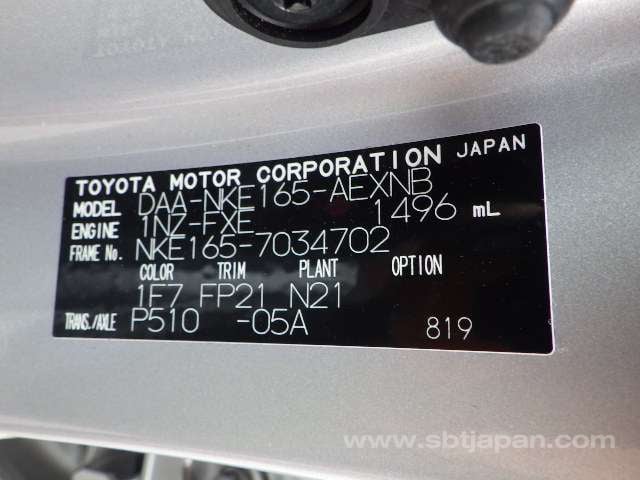 TOYOTA MOTOR CORPORATION JAPAN
MODEL DAA-NKE165-AEXNB
ENGINE 1NZ-FXE 1496 mL
FRAME No. NKE165-7034702
COLOR TRIM PLANT OPTION
1F7 FP21 N21
TRANS./AXLE P510 -05A 819
www.sbtjapan.com